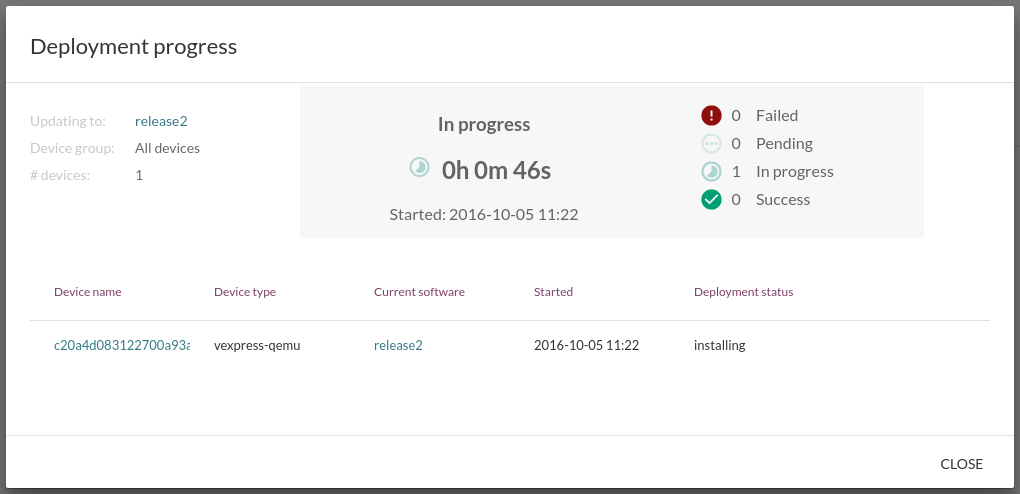 Deployment progress
Updating to: release2
Device group: All devices
# devices: 1
In progress
0h 0m 46s
Started: 2016-10-05 11:22
0 Failed
0 Pending
1 In progress
0 Success
Device name Device type Current software Started Deployment status
c20a4d083122700a93a vexpress-qemu release2 2016-10-05 11:22 installing
CLOSE